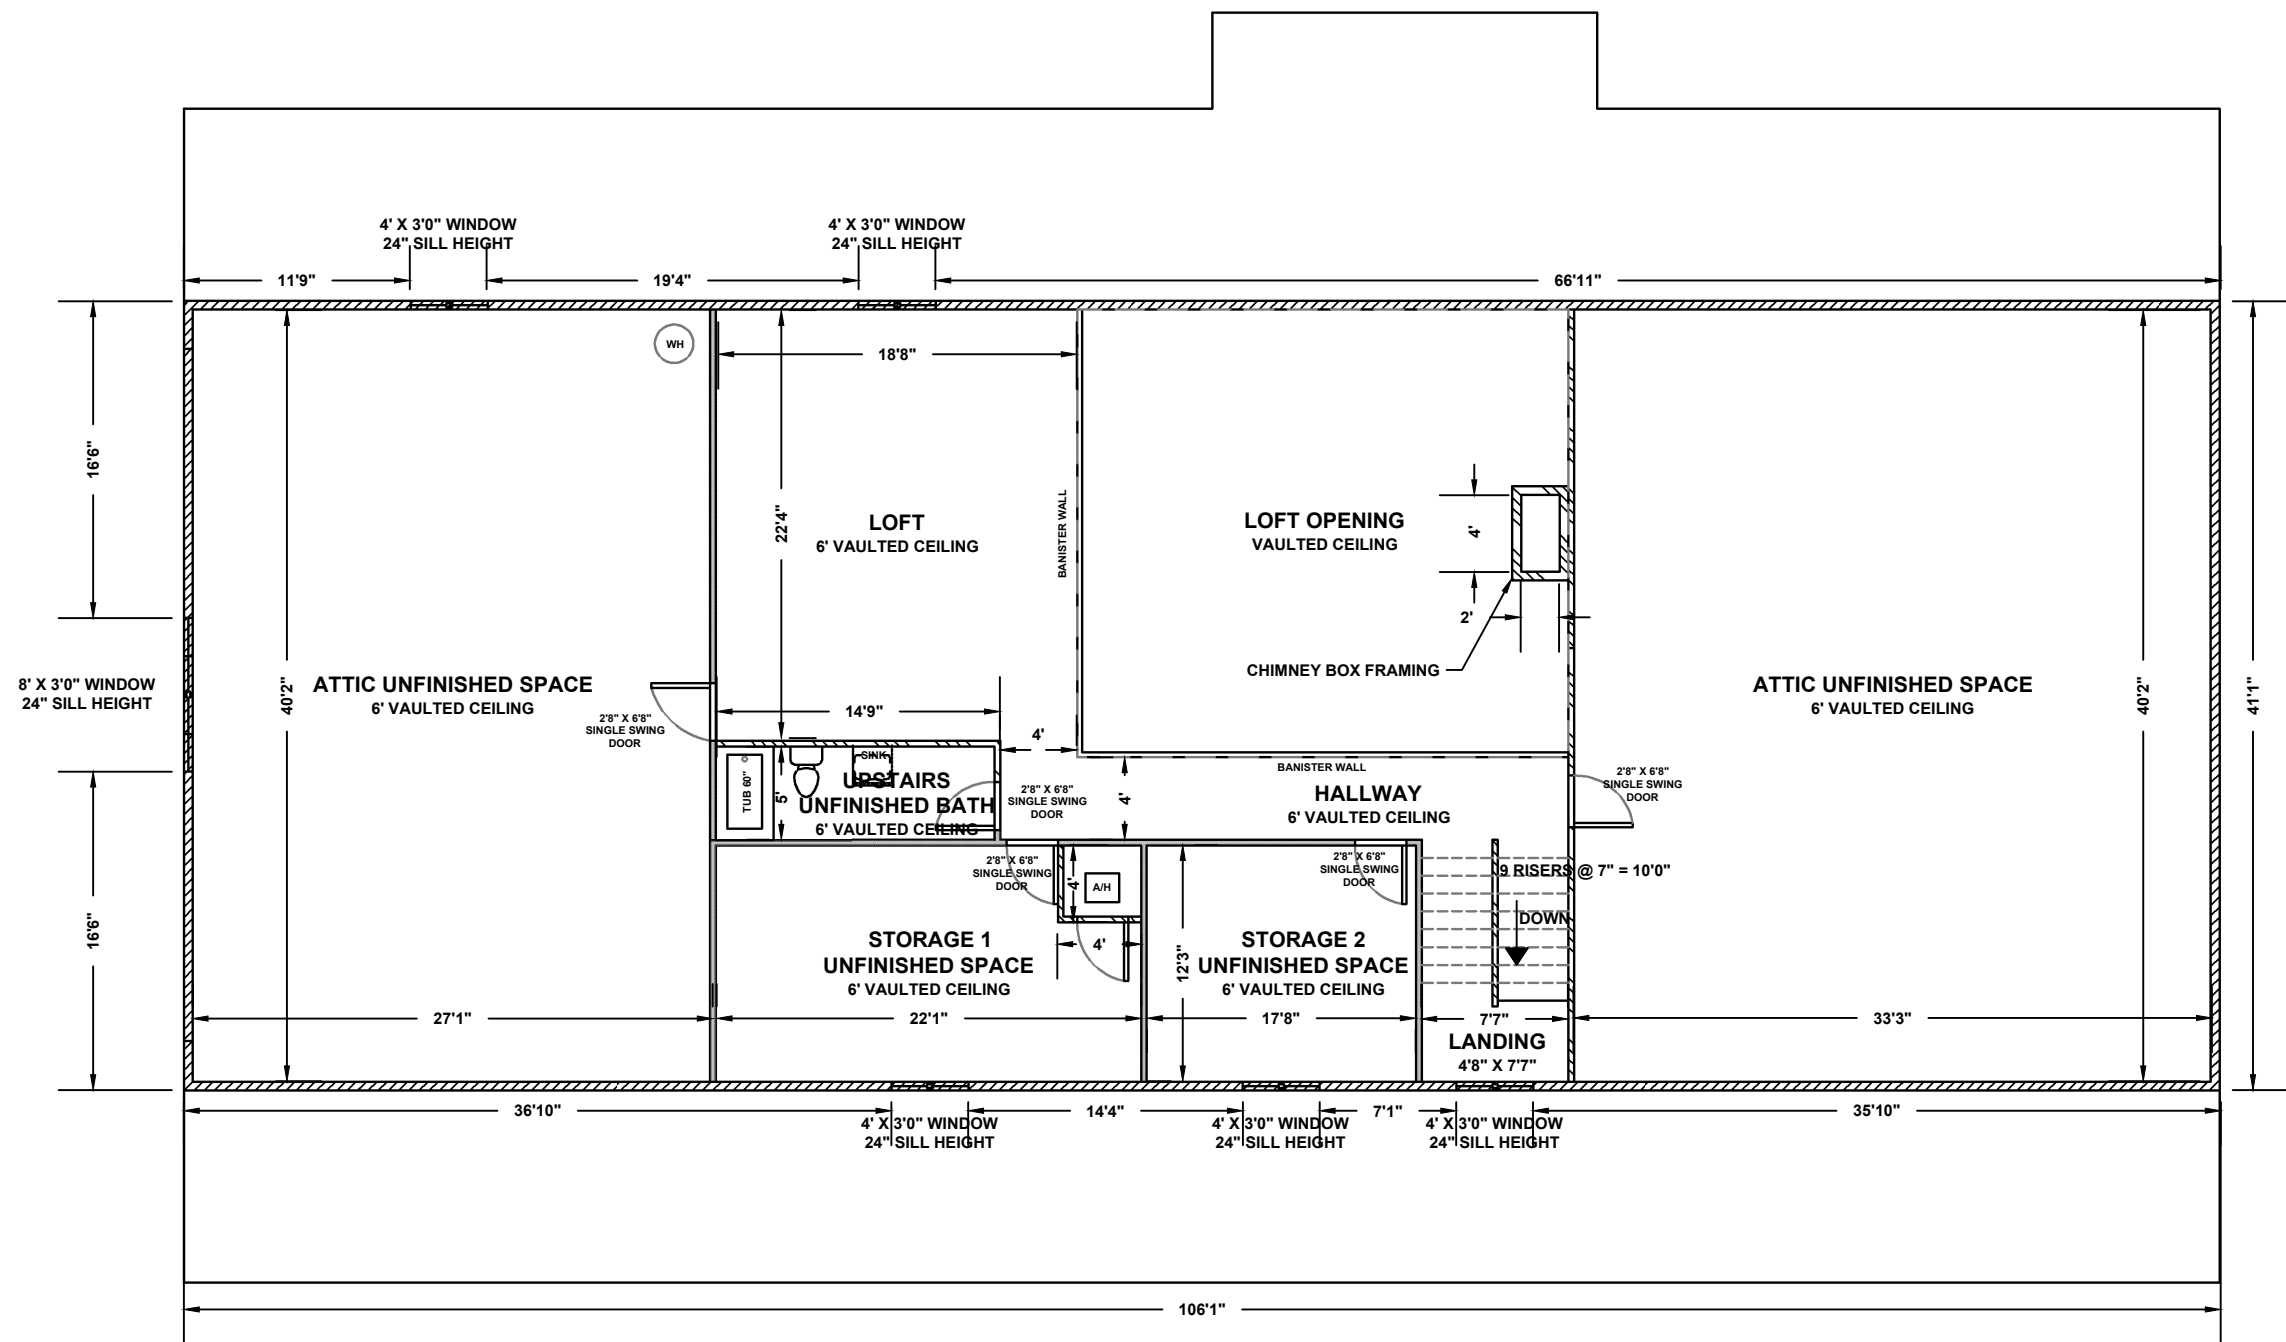 4' X 3'0" WINDOW
24" SILL HEIGHT
4' X 3'0" WINDOW
24" SILL HEIGHT
11'9"
19'4"
66'11"
WH
18'8"
16'6"
22'4"
BANISTER WALL
LOFT
6' VAULTED CEILING
LOFT OPENING
VAULTED CEILING
4'
2'
CHIMNEY BOX FRAMING
8' X 3'0" WINDOW
24" SILL HEIGHT
40'2"
ATTIC UNFINISHED SPACE
6' VAULTED CEILING
2'8" X 6'8"
SINGLE SWING
DOOR
14'9"
4'
ATTIC UNFINISHED SPACE
6' VAULTED CEILING
40'2"
41'1"
SINK
TUB 60"
5'
UPSTAIRS
UNFINISHED BATH
6' VAULTED CEILING
2'8" X 6'8"
SINGLE SWING
DOOR
4'
BANISTER WALL
HALLWAY
6' VAULTED CEILING
2'8" X 6'8"
SINGLE SWING
DOOR
2'8" X 6'8"
SINGLE SWING
DOOR
4'
A/H
2'8" X 6'8"
SINGLE SWING
DOOR
9 RISERS @ 7" = 10'0"
DOWN
16'6"
STORAGE 1
UNFINISHED SPACE
6' VAULTED CEILING
4'
12'3"
STORAGE 2
UNFINISHED SPACE
6' VAULTED CEILING
27'1"
22'1"
17'8"
7'7"
33'3"
LANDING
4'8" X 7'7"
36'10"
14'4"
7'1"
35'10"
4' X 3'0" WINDOW
24" SILL HEIGHT
4' X 3'0" WINDOW
24" SILL HEIGHT
4' X 3'0" WINDOW
24" SILL HEIGHT
106'1"